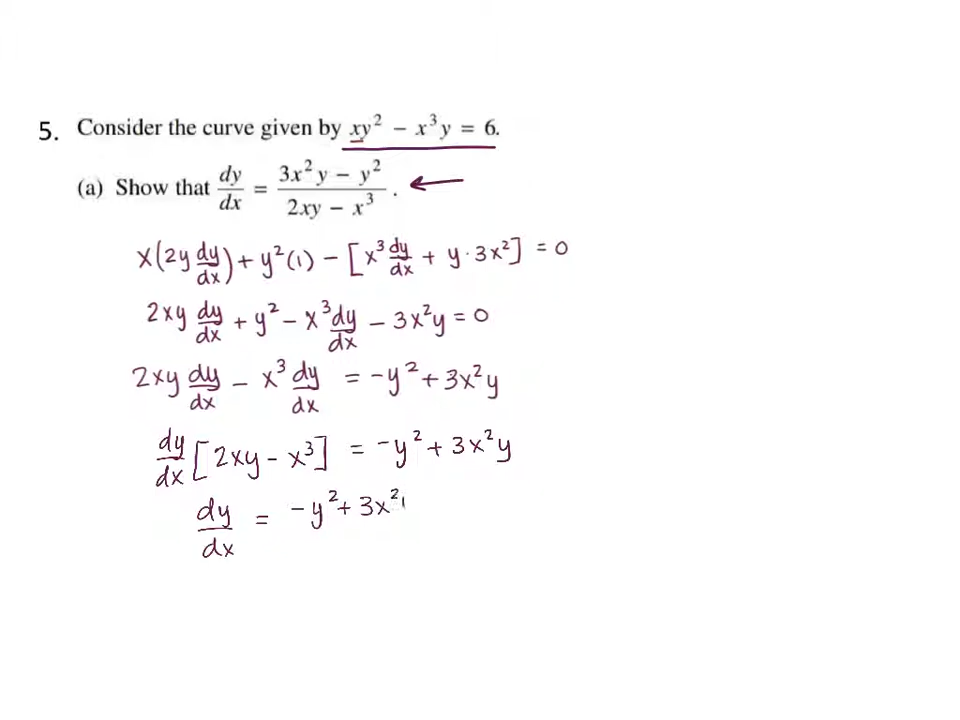 5. Consider the curve given by xy² − x³y = 6.
(a) Show that dy/dx = (3x²y − y²)/(2xy − x³).
x(2y dy/dx) + y²(1) − [x³ dy/dx + y · 3x²] = 0
2xy dy/dx + y² − x³ dy/dx − 3x²y = 0
2xy dy/dx − x³ dy/dx = −y² + 3x²y
dy/dx [2xy − x³] = −y² + 3x²y
dy/dx = −y² + 3x²